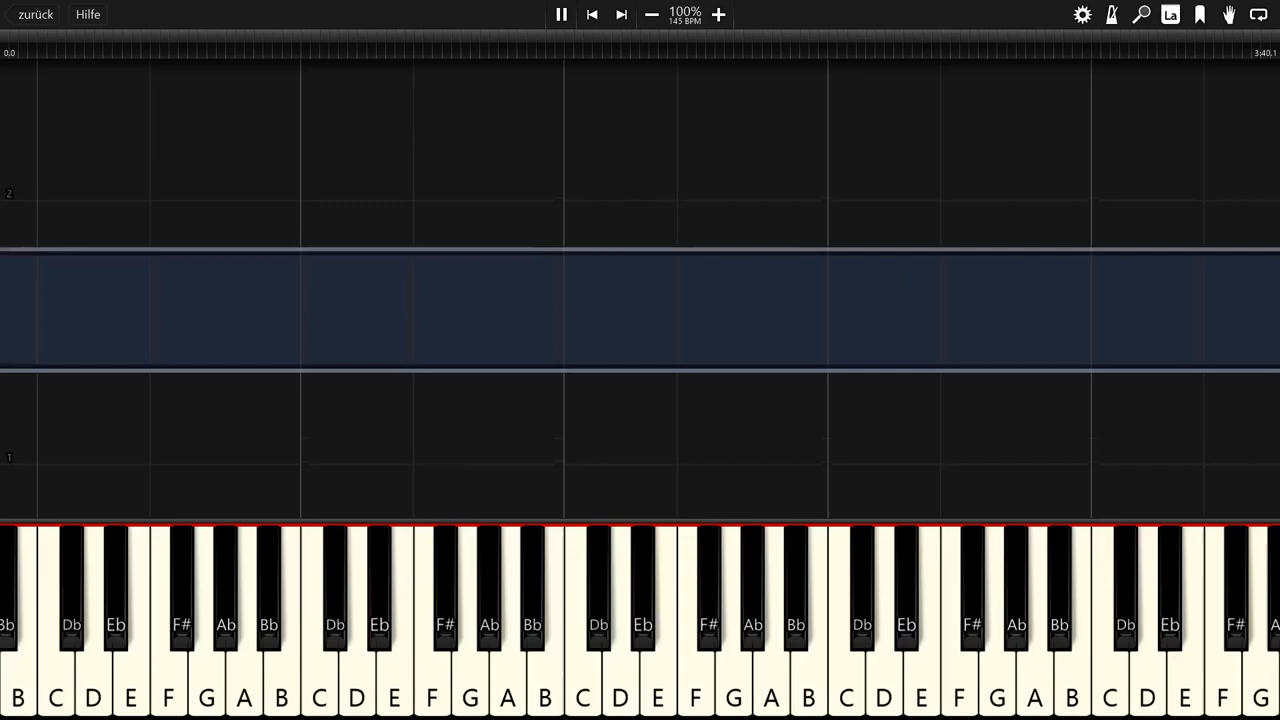 zurück Hilfe 100% La
145 BPM
0,0 3:40,1
2
1
Bb Db Eb F# Ab Bb Db Eb F# Ab Bb Db Eb F# Ab Bb Db Eb F# Ab Bb Db Eb F# A
B C D E F G A B C D E F G A B C D E F G A B C D E F G A B C D E F G